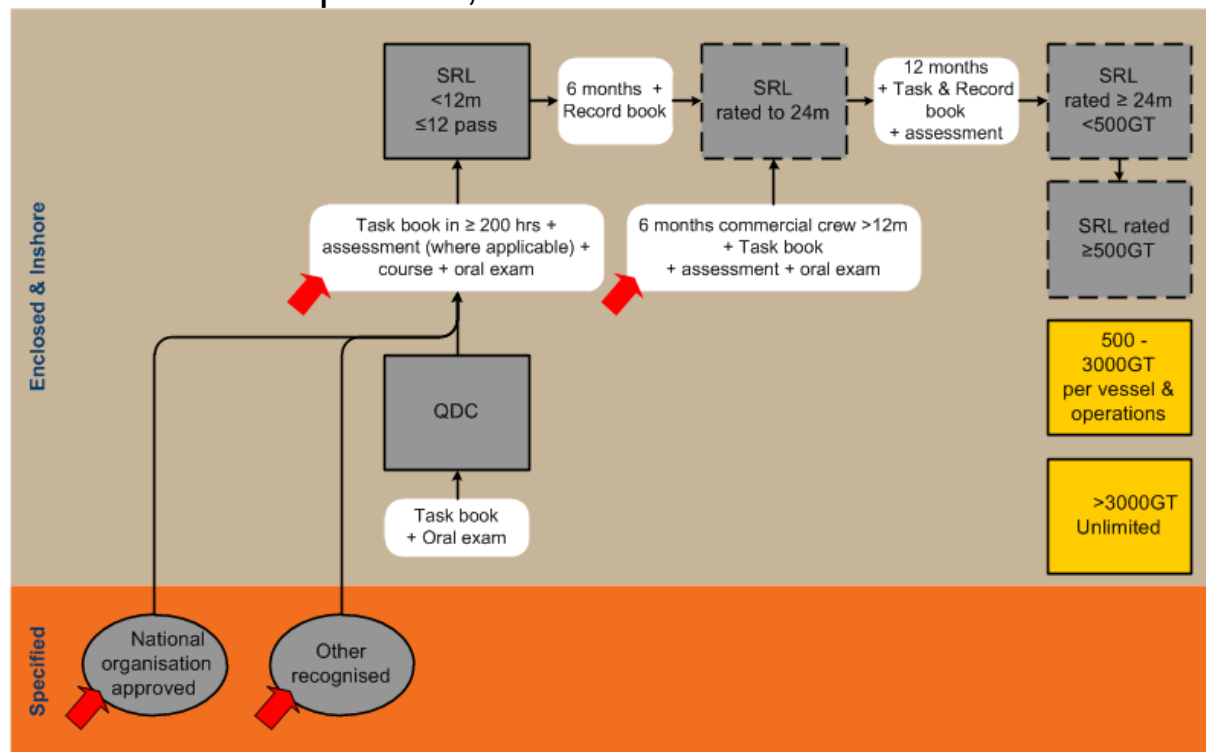 SRL
<12m
≤12 pass
6 months +
Record book
SRL
rated to 24m
12 months
+ Task & Record
book
+ assessment
SRL
rated ≥ 24m
<500GT
Task book in ≥ 200 hrs +
assessment (where applicable) +
course + oral exam
6 months commercial crew >12m
+ Task book
+ assessment + oral exam
SRL rated
≥500GT
Enclosed & Inshore
500 -
3000GT
per vessel &
operations
QDC
>3000GT
Unlimited
Task book
+ Oral exam
Specified
National
organisation
approved
Other
recognised